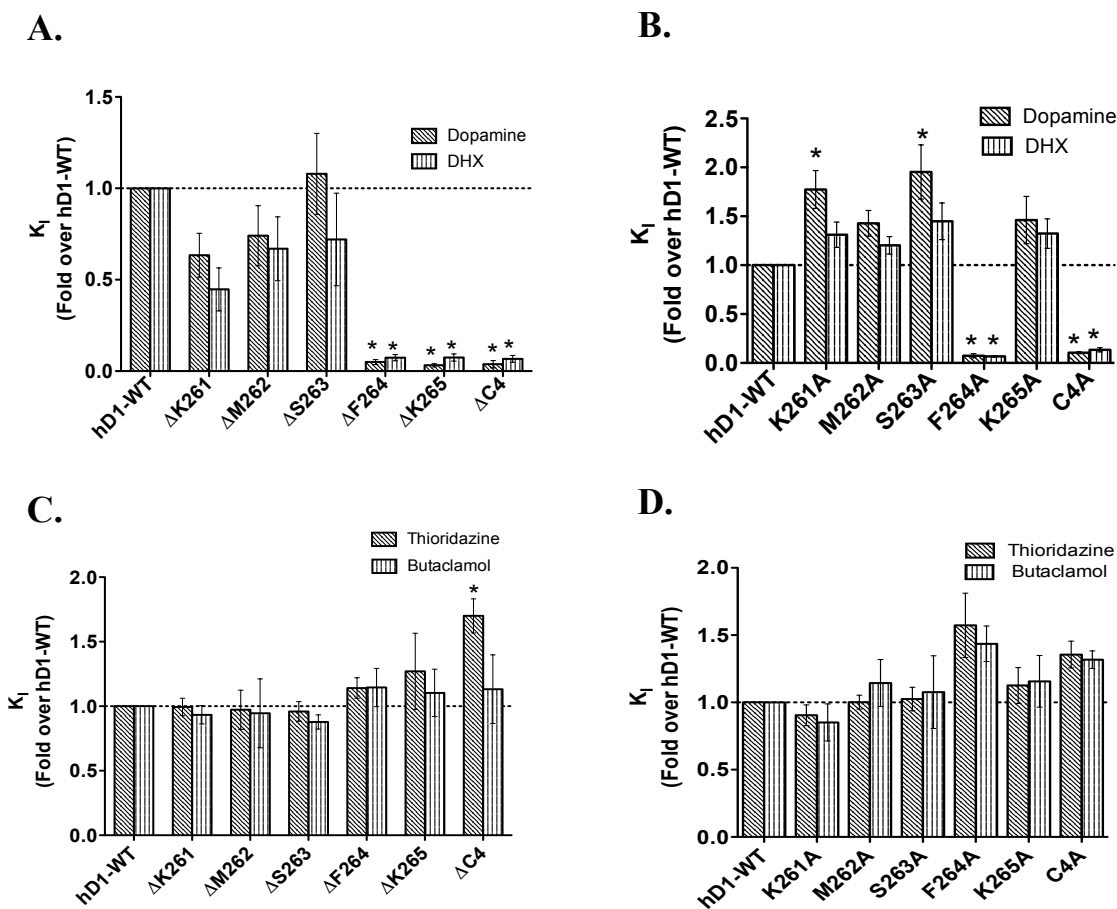 A.
K_I
(Fold over hD1-WT)
1.5
1.0
0.5
0.0
Dopamine
DHX
* * * * * *
hD1-WT
ΔK261
ΔM262
ΔS263
ΔF264
ΔK265
ΔC4
B.
K_I
(Fold over hD1-WT)
2.5
2.0
1.5
1.0
0.5
0.0
Dopamine
DHX
* * * * * *
hD1-WT
K261A
M262A
S263A
F264A
K265A
C4A
C.
K_I
(Fold over hD1-WT)
2.0
1.5
1.0
0.5
0.0
Thioridazine
Butaclamol
*
hD1-WT
ΔK261
ΔM262
ΔS263
ΔF264
ΔK265
ΔC4
D.
K_I
(Fold over hD1-WT)
2.0
1.5
1.0
0.5
0.0
Thioridazine
Butaclamol
hD1-WT
K261A
M262A
S263A
F264A
K265A
C4A